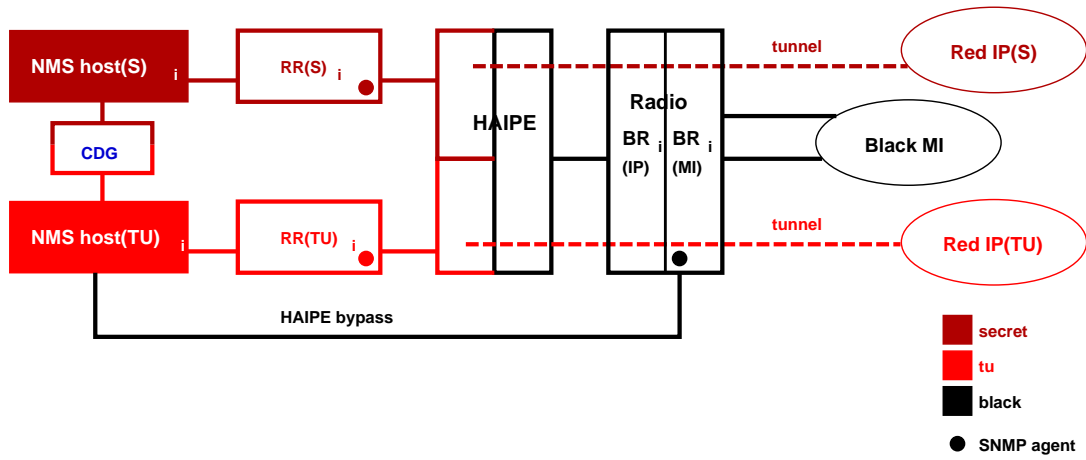 NMS host(S) i
RR(S) i
tunnel
Red IP(S)
HAIPE
Radio
BR i
(IP)
BR i
(MI)
Black MI
CDG
NMS host(TU) i
RR(TU) i
tunnel
Red IP(TU)
HAIPE bypass
secret
tu
black
SNMP agent